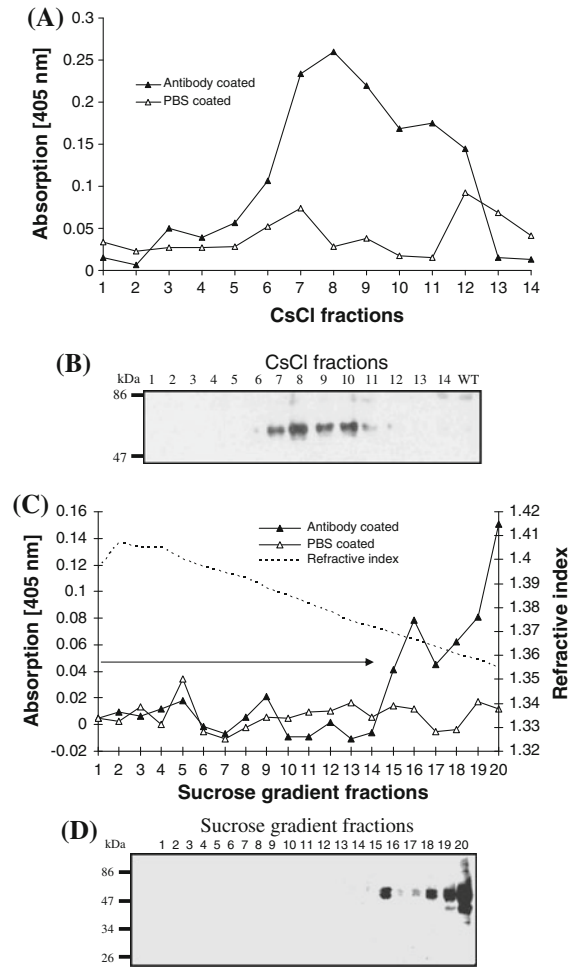 (A)
0.3
0.25
0.2
0.15
0.1
0.05
0
Absorption [405 nm]
Antibody coated
PBS coated
1 2 3 4 5 6 7 8 9 10 11 12 13 14
CsCl fractions
(B)
CsCl fractions
kDa 1 2 3 4 5 6 7 8 9 10 11 12 13 14 WT
86
47
(C)
0.16
0.14
0.12
0.1
0.08
0.06
0.04
0.02
0
-0.02
Absorption [405 nm]
Antibody coated
PBS coated
Refractive index
1.42
1.41
1.4
1.39
1.38
1.37
1.36
1.35
1.34
1.33
1.32
Refractive index
1 2 3 4 5 6 7 8 9 10 11 12 13 14 15 16 17 18 19 20
Sucrose gradient fractions
(D)
Sucrose gradient fractions
kDa 1 2 3 4 5 6 7 8 9 10 11 12 13 14 15 16 17 18 19 20
86
47
34
26